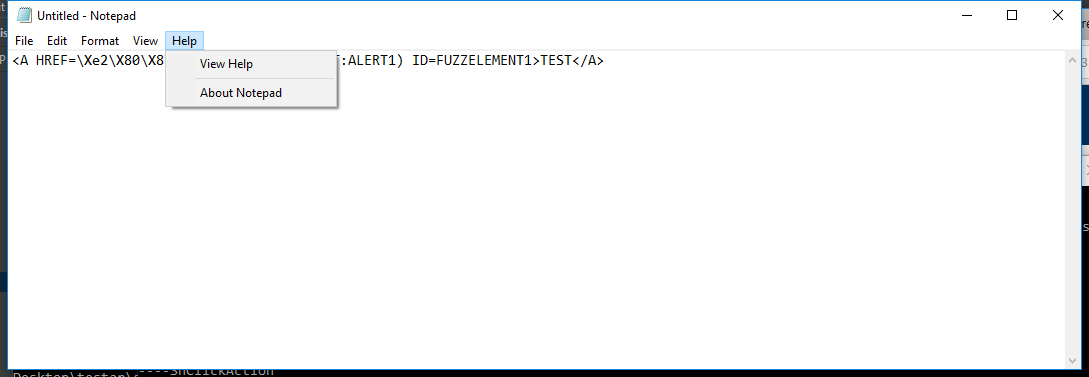 Untitled - Notepad
File Edit Format View Help
<A HREF=\Xe2\X80\X8 T:ALERT1) ID=FUZZELEMENT1>TEST</A>
View Help
About Notepad